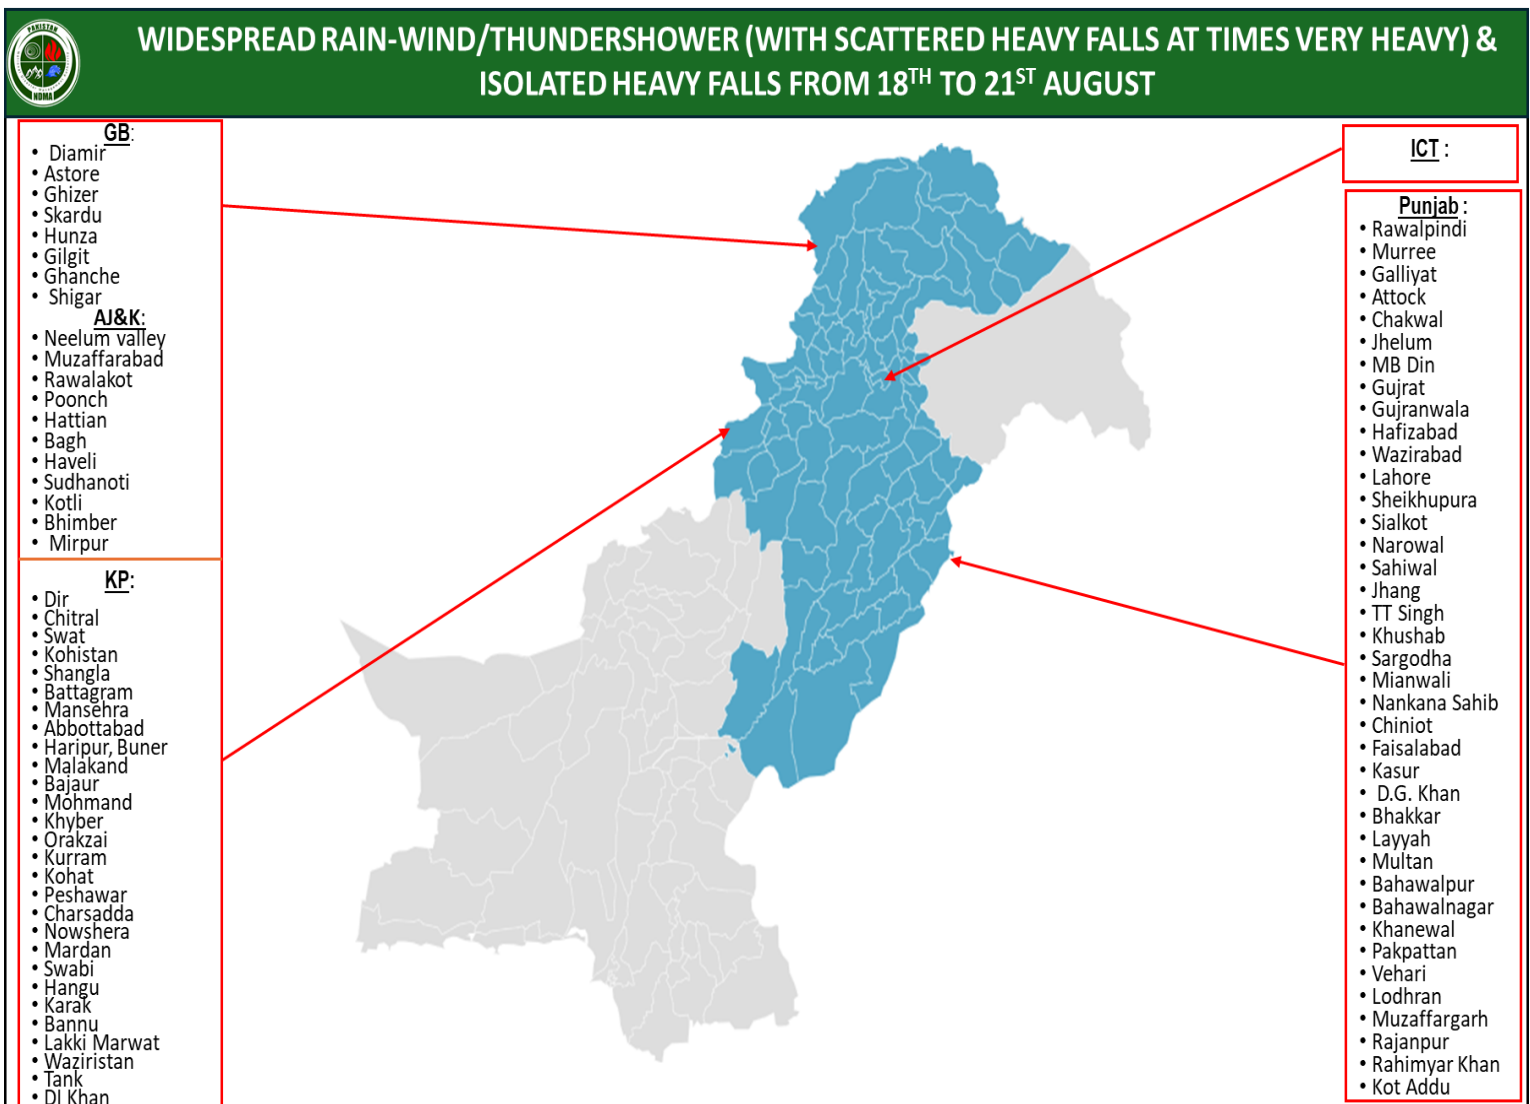 WIDESPREAD RAIN-WIND/THUNDERSHOWER (WITH SCATTERED HEAVY FALLS AT TIMES VERY HEAVY) &
ISOLATED HEAVY FALLS FROM 18TH TO 21ST AUGUST
PAKISTAN
NDMA
GB:
• Diamir
• Astore
• Ghizer
• Skardu
• Hunza
• Gilgit
• Ghanche
• Shigar
AJ&K:
• Neelum valley
• Muzaffarabad
• Rawalakot
• Poonch
• Hattian
• Bagh
• Haveli
• Sudhanoti
• Kotli
• Bhimber
• Mirpur
KP:
• Dir
• Chitral
• Swat
• Kohistan
• Shangla
• Battagram
• Mansehra
• Abbottabad
• Haripur, Buner
• Malakand
• Bajaur
• Mohmand
• Khyber
• Orakzai
• Kurram
• Kohat
• Peshawar
• Charsadda
• Nowshera
• Mardan
• Swabi
• Hangu
• Karak
• Bannu
• Lakki Marwat
• Waziristan
• Tank
• DI Khan
ICT :
Punjab :
• Rawalpindi
• Murree
• Galliyat
• Attock
• Chakwal
• Jhelum
• MB Din
• Gujrat
• Gujranwala
• Hafizabad
• Wazirabad
• Lahore
• Sheikhupura
• Sialkot
• Narowal
• Sahiwal
• Jhang
• TT Singh
• Khushab
• Sargodha
• Mianwali
• Nankana Sahib
• Chiniot
• Faisalabad
• Kasur
• D.G. Khan
• Bhakkar
• Layyah
• Multan
• Bahawalpur
• Bahawalnagar
• Khanewal
• Pakpattan
• Vehari
• Lodhran
• Muzaffargarh
• Rajanpur
• Rahimyar Khan
• Kot Addu